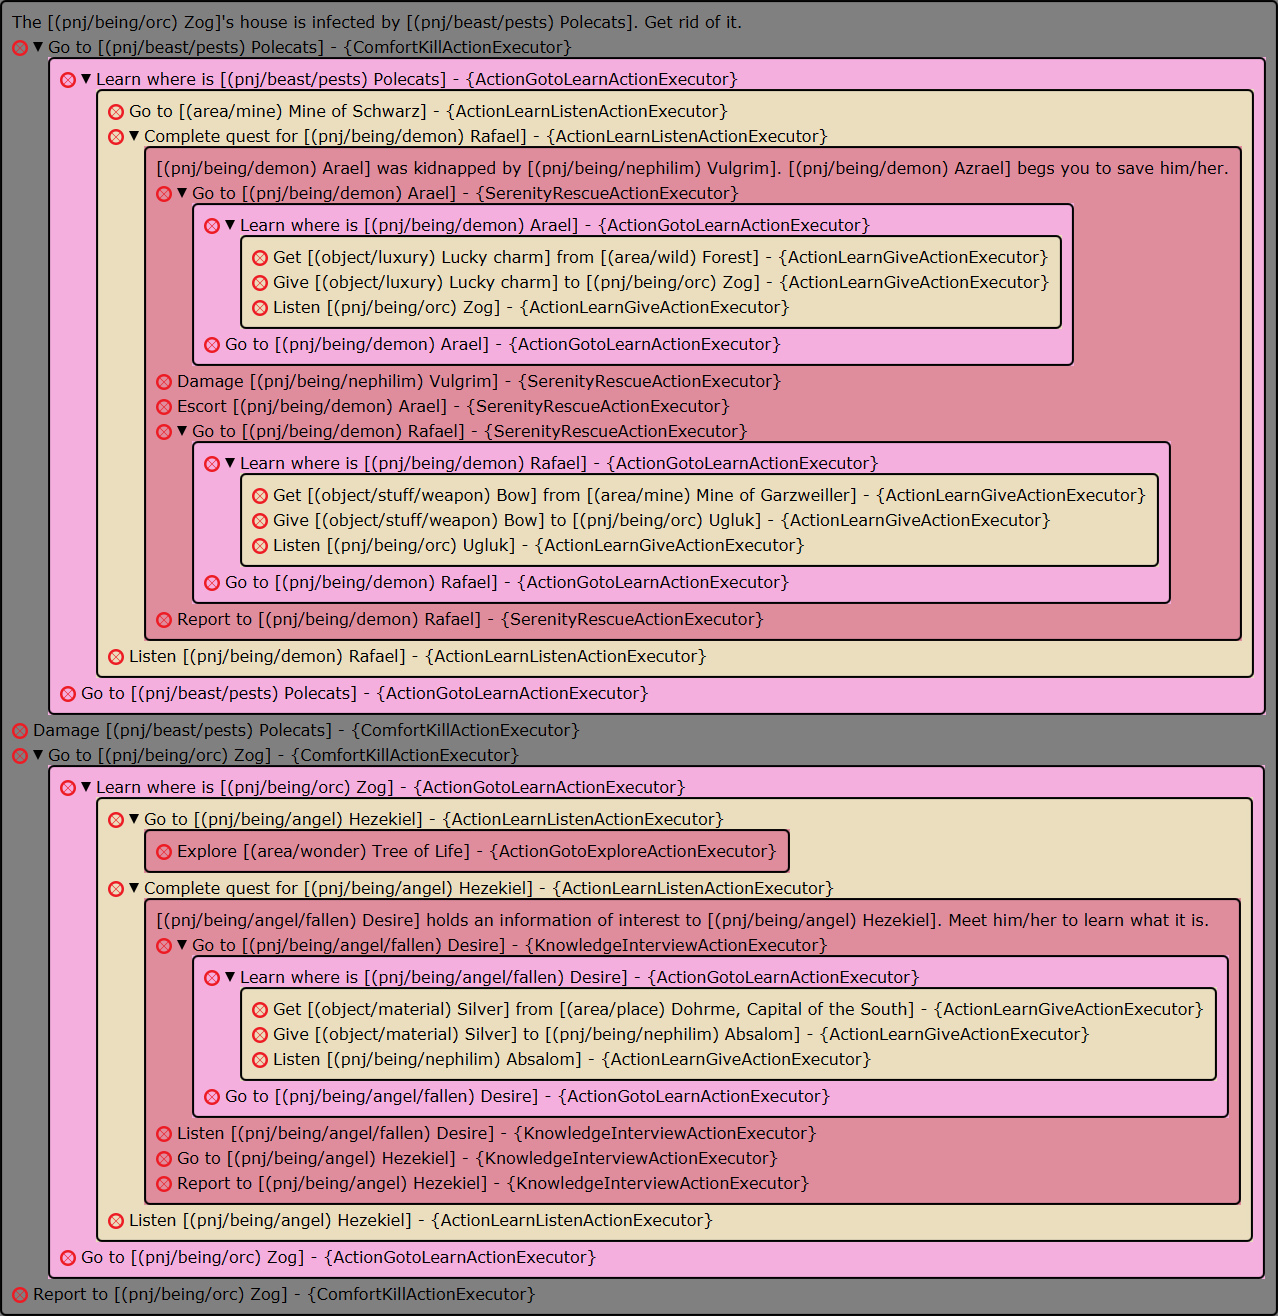 The [(pnj/being/orc) Zog]'s house is infected by [(pnj/beast/pests) Polecats]. Get rid of it.
▼ Go to [(pnj/beast/pests) Polecats] - {ComfortKillActionExecutor}
▼ Learn where is [(pnj/beast/pests) Polecats] - {ActionGotoLearnActionExecutor}
Go to [(area/mine) Mine of Schwarz] - {ActionLearnListenActionExecutor}
▼ Complete quest for [(pnj/being/demon) Rafael] - {ActionLearnListenActionExecutor}
[(pnj/being/demon) Arael] was kidnapped by [(pnj/being/nephilim) Vulgrim]. [(pnj/being/demon) Azrael] begs you to save him/her.
▼ Go to [(pnj/being/demon) Arael] - {SerenityRescueActionExecutor}
▼ Learn where is [(pnj/being/demon) Arael] - {ActionGotoLearnActionExecutor}
Get [(object/luxury) Lucky charm] from [(area/wild) Forest] - {ActionLearnGiveActionExecutor}
Give [(object/luxury) Lucky charm] to [(pnj/being/orc) Zog] - {ActionLearnGiveActionExecutor}
Listen [(pnj/being/orc) Zog] - {ActionLearnGiveActionExecutor}
Go to [(pnj/being/demon) Arael] - {ActionGotoLearnActionExecutor}
Damage [(pnj/being/nephilim) Vulgrim] - {SerenityRescueActionExecutor}
Escort [(pnj/being/demon) Arael] - {SerenityRescueActionExecutor}
▼ Go to [(pnj/being/demon) Rafael] - {SerenityRescueActionExecutor}
▼ Learn where is [(pnj/being/demon) Rafael] - {ActionGotoLearnActionExecutor}
Get [(object/stuff/weapon) Bow] from [(area/mine) Mine of Garzweiller] - {ActionLearnGiveActionExecutor}
Give [(object/stuff/weapon) Bow] to [(pnj/being/orc) Ugluk] - {ActionLearnGiveActionExecutor}
Listen [(pnj/being/orc) Ugluk] - {ActionLearnGiveActionExecutor}
Go to [(pnj/being/demon) Rafael] - {ActionGotoLearnActionExecutor}
Report to [(pnj/being/demon) Rafael] - {SerenityRescueActionExecutor}
Listen [(pnj/being/demon) Rafael] - {ActionLearnListenActionExecutor}
Go to [(pnj/beast/pests) Polecats] - {ActionGotoLearnActionExecutor}
Damage [(pnj/beast/pests) Polecats] - {ComfortKillActionExecutor}
▼ Go to [(pnj/being/orc) Zog] - {ComfortKillActionExecutor}
▼ Learn where is [(pnj/being/orc) Zog] - {ActionGotoLearnActionExecutor}
▼ Go to [(pnj/being/angel) Hezekiel] - {ActionLearnListenActionExecutor}
Explore [(area/wonder) Tree of Life] - {ActionGotoExploreActionExecutor}
▼ Complete quest for [(pnj/being/angel) Hezekiel] - {ActionLearnListenActionExecutor}
[(pnj/being/angel/fallen) Desire] holds an information of interest to [(pnj/being/angel) Hezekiel]. Meet him/her to learn what it is.
▼ Go to [(pnj/being/angel/fallen) Desire] - {KnowledgeInterviewActionExecutor}
▼ Learn where is [(pnj/being/angel/fallen) Desire] - {ActionGotoLearnActionExecutor}
Get [(object/material) Silver] from [(area/place) Dohrme, Capital of the South] - {ActionLearnGiveActionExecutor}
Give [(object/material) Silver] to [(pnj/being/nephilim) Absalom] - {ActionLearnGiveActionExecutor}
Listen [(pnj/being/nephilim) Absalom] - {ActionLearnGiveActionExecutor}
Go to [(pnj/being/angel/fallen) Desire] - {ActionGotoLearnActionExecutor}
Listen [(pnj/being/angel/fallen) Desire] - {KnowledgeInterviewActionExecutor}
Go to [(pnj/being/angel) Hezekiel] - {KnowledgeInterviewActionExecutor}
Report to [(pnj/being/angel) Hezekiel] - {KnowledgeInterviewActionExecutor}
Listen [(pnj/being/angel) Hezekiel] - {ActionLearnListenActionExecutor}
Go to [(pnj/being/orc) Zog] - {ActionGotoLearnActionExecutor}
Report to [(pnj/being/orc) Zog] - {ComfortKillActionExecutor}